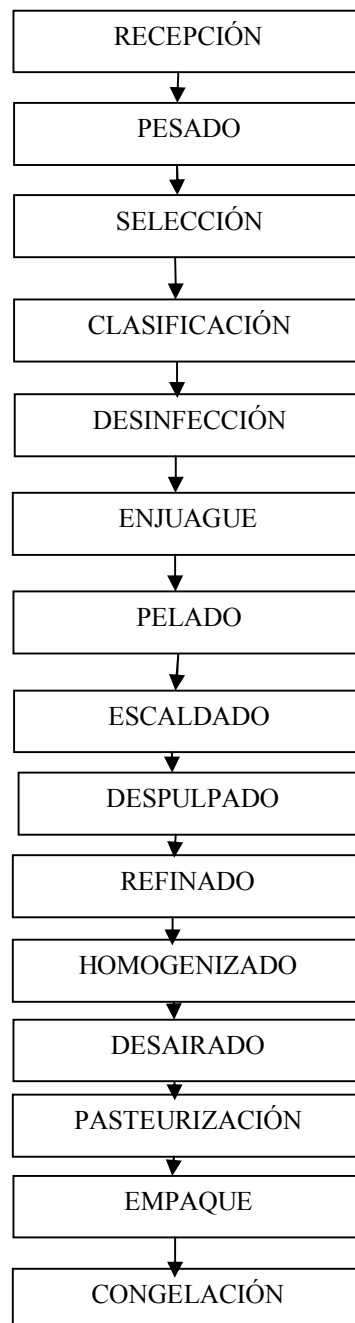 RECEPCIÓN
PESADO
SELECCIÓN
CLASIFICACIÓN
DESINFECCIÓN
ENJUAGUE
PELADO
ESCALDADO
DESPULPADO
REFINADO
HOMOGENIZADO
DESAIRADO
PASTEURIZACIÓN
EMPAQUE
CONGELACIÓN